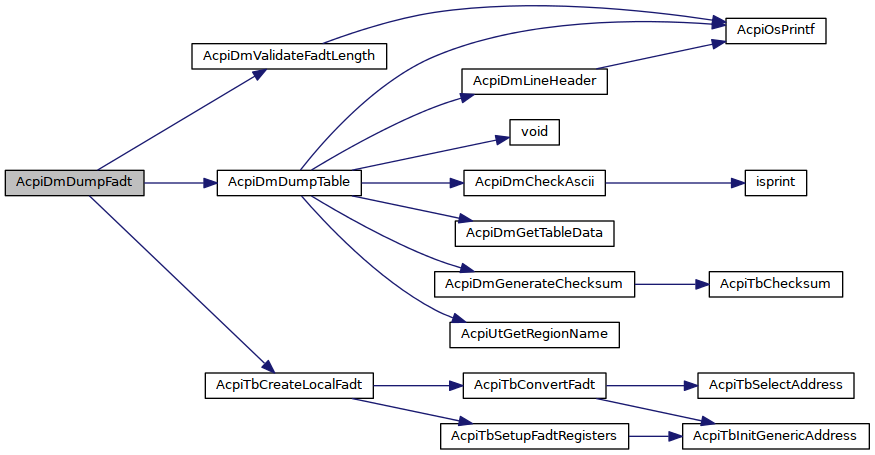 AcpiDmDumpFadt
AcpiDmValidateFadtLength
AcpiDmDumpTable
AcpiTbCreateLocalFadt
AcpiOsPrintf
AcpiDmLineHeader
void
AcpiDmCheckAscii
isprint
AcpiDmGetTableData
AcpiDmGenerateChecksum
AcpiTbChecksum
AcpiUtGetRegionName
AcpiTbConvertFadt
AcpiTbSelectAddress
AcpiTbSetupFadtRegisters
AcpiTbInitGenericAddress